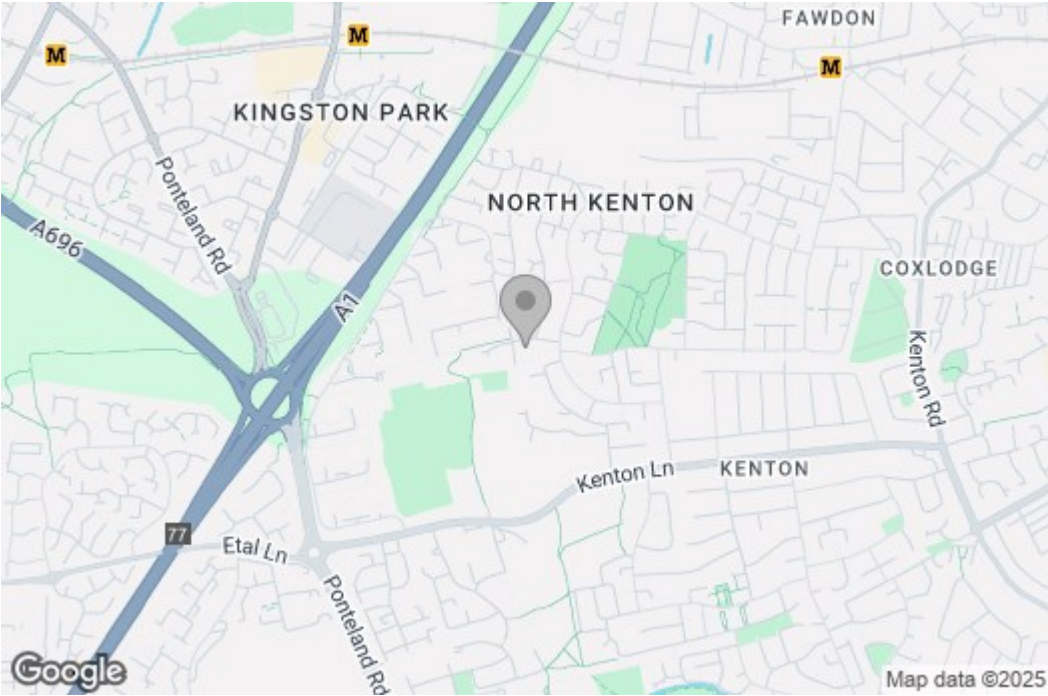 FAWDON
M
M
M
KINGSTON PARK
Ponteland Rd
NORTH KENTON
A696
A1
COXLODGE
Kenton Rd
Kenton Ln
KENTON
77
Etal Ln
Ponteland Rd
Google
Map data ©2025